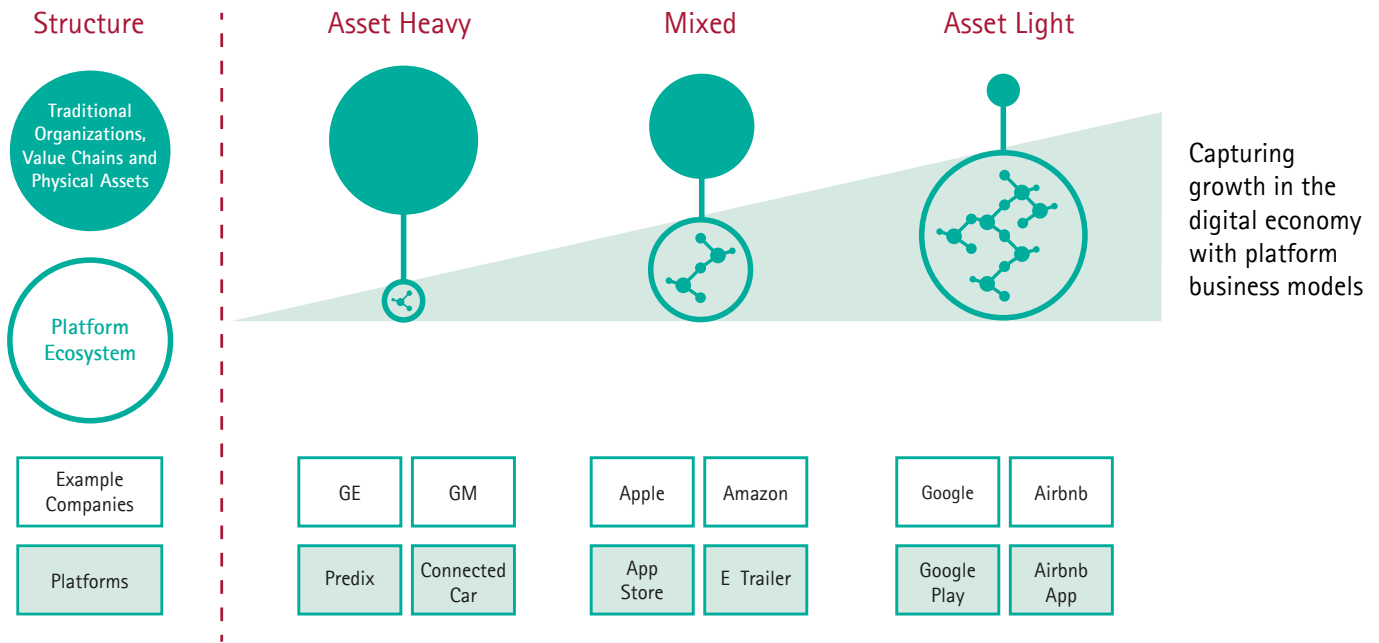 Structure
Asset Heavy
Mixed
Asset Light
Traditional
Organizations,
Value Chains and
Physical Assets
Platform
Ecosystem
Capturing
growth in the
digital economy
with platform
business models
Example
Companies
GE
GM
Apple
Amazon
Google
Airbnb
Platforms
Predix
Connected
Car
App
Store
E Trailer
Google
Play
Airbnb
App